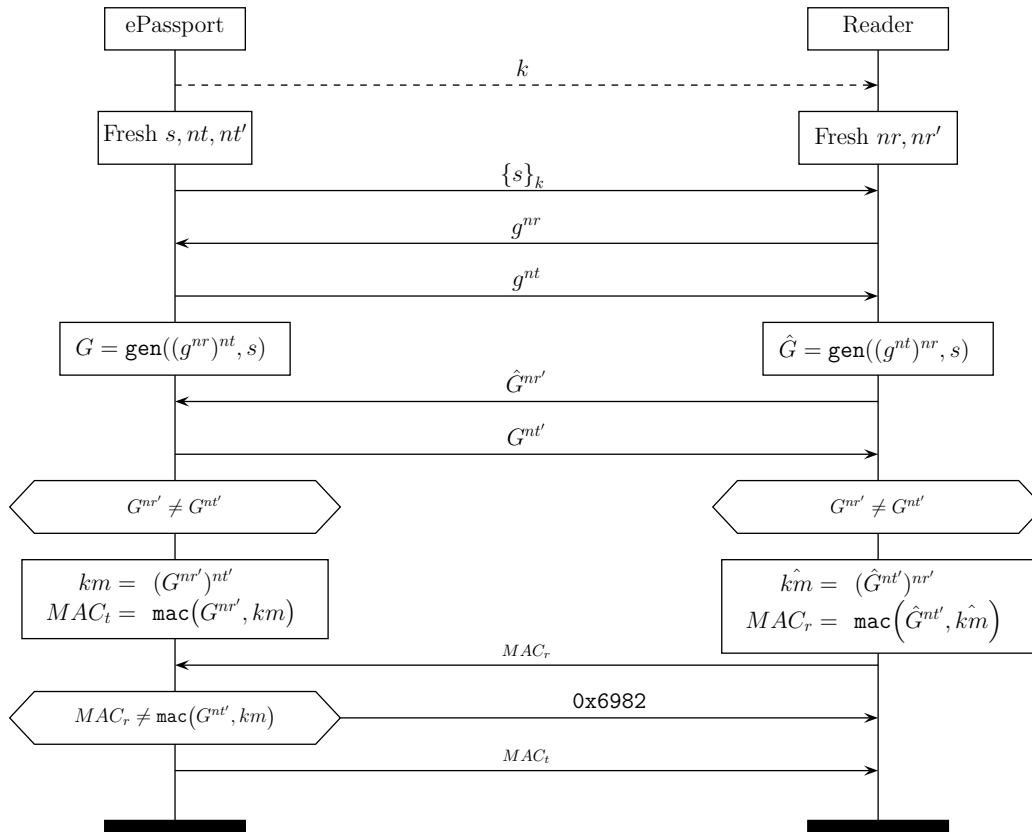 ePassport
Reader
k
Fresh s, nt, nt′
Fresh nr, nr′
{s}ₖ
g^{nr}
g^{nt}
G = gen((g^{nr})^{nt}, s)
Ĝ = gen((g^{nt})^{nr}, s)
Ĝ^{nr′}
G^{nt′}
G^{nr′} ≠ G^{nt′}
G^{nr′} ≠ G^{nt′}
km = (G^{nr′})^{nt′}
MAC_t = mac(G^{nr′}, km)
k̂m = (Ĝ^{nt′})^{nr′}
MAC_r = mac(Ĝ^{nt′}, k̂m)
MAC_r
MAC_r ≠ mac(G^{nt′}, km)
0x6982
MAC_t